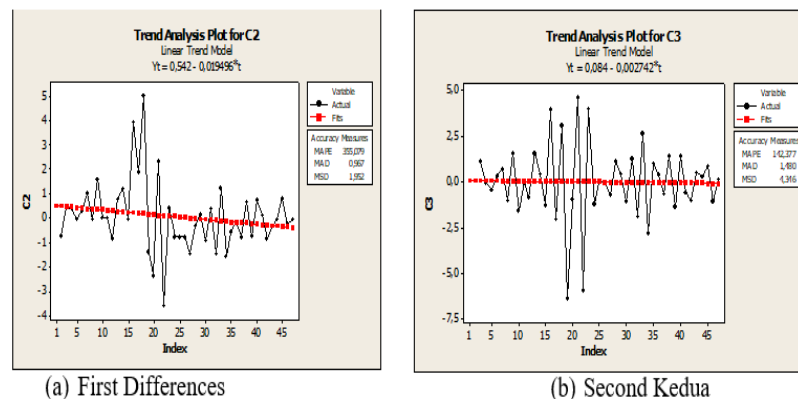 Trend Analysis Plot for C2
Linear Trend Model
Yt = 0,542 - 0,019496*t
Variable
Actual
Fits
Accuracy Measures
MAPE 355,079
MAD 0,967
MSD 1,952
C2
5
4
3
2
1
0
-1
-2
-3
-4
1 5 10 15 20 25 30 35 40 45
Index
(a) First Differences
Trend Analysis Plot for C3
Linear Trend Model
Yt = 0,084 - 0,002742*t
Variable
Actual
Fits
Accuracy Measures
MAPE 142,377
MAD 1,480
MSD 4,346
C3
5,0
2,5
0,0
-2,5
-5,0
-7,5
1 5 10 15 20 25 30 35 40 45
Index
(b) Second Kedua